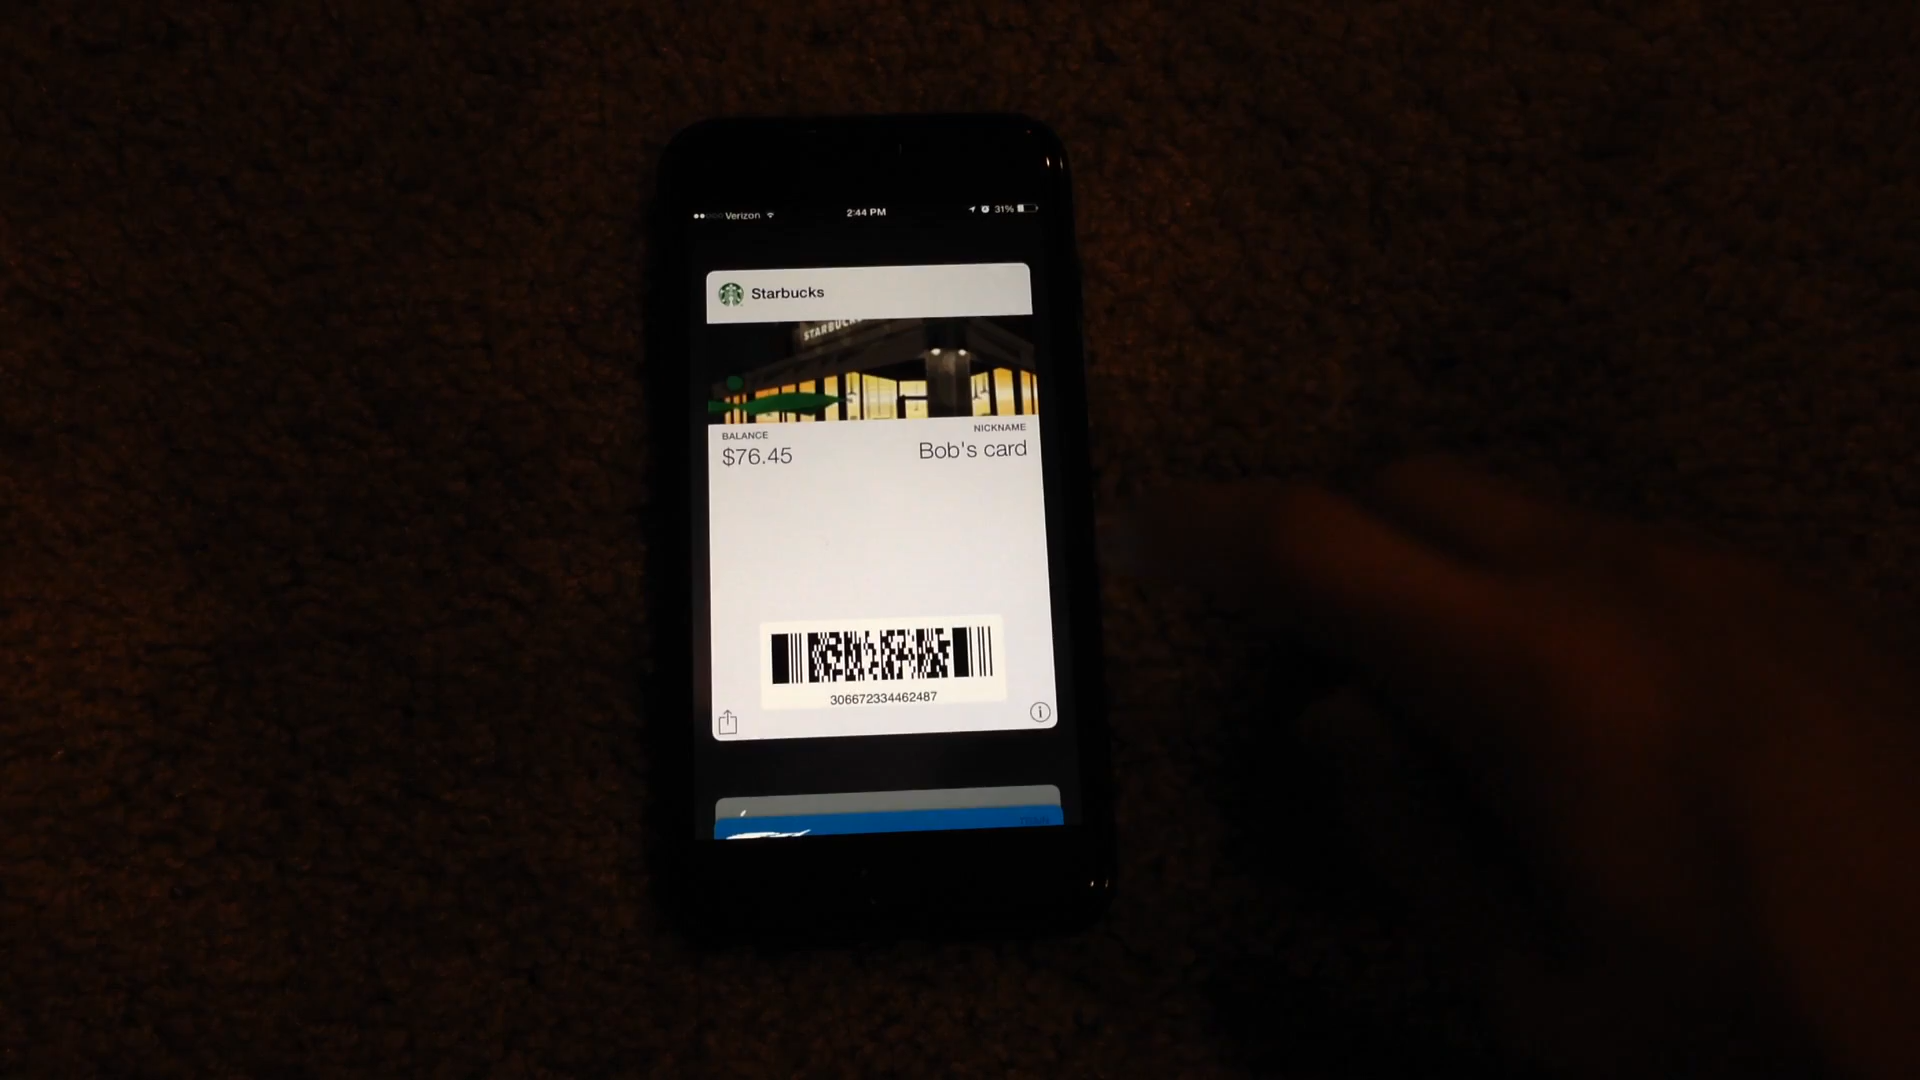 Verizon 2:44 PM 31%
Starbucks
STARBUCKS
BALANCE NICKNAME
$76.45 Bob's card
306672334462487